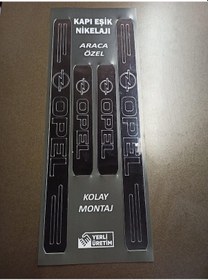 KAPI EŞİK
NİKELAJI
ARACA
ÖZEL
OPEL
OPEL
OPEL
OPEL
KOLAY
MONTAJ
YERLİ
ÜRETİM